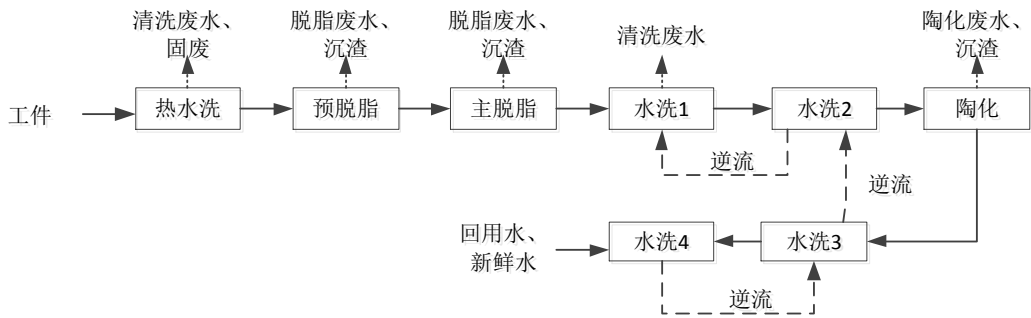 清洗废水、
固废
脱脂废水、
沉渣
脱脂废水、
沉渣
清洗废水
陶化废水、
沉渣
工件
热水洗
预脱脂
主脱脂
水洗1
水洗2
陶化
逆流
逆流
回用水、
新鲜水
水洗4
水洗3
逆流